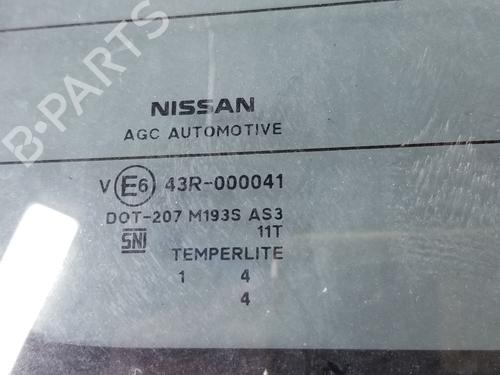 B-PARTS
NISSAN
AGC AUTOMOTIVE
V E6 43R-000041
DOT-207 M193S AS3
SNI 11T
TEMPERLITE
1 4
4